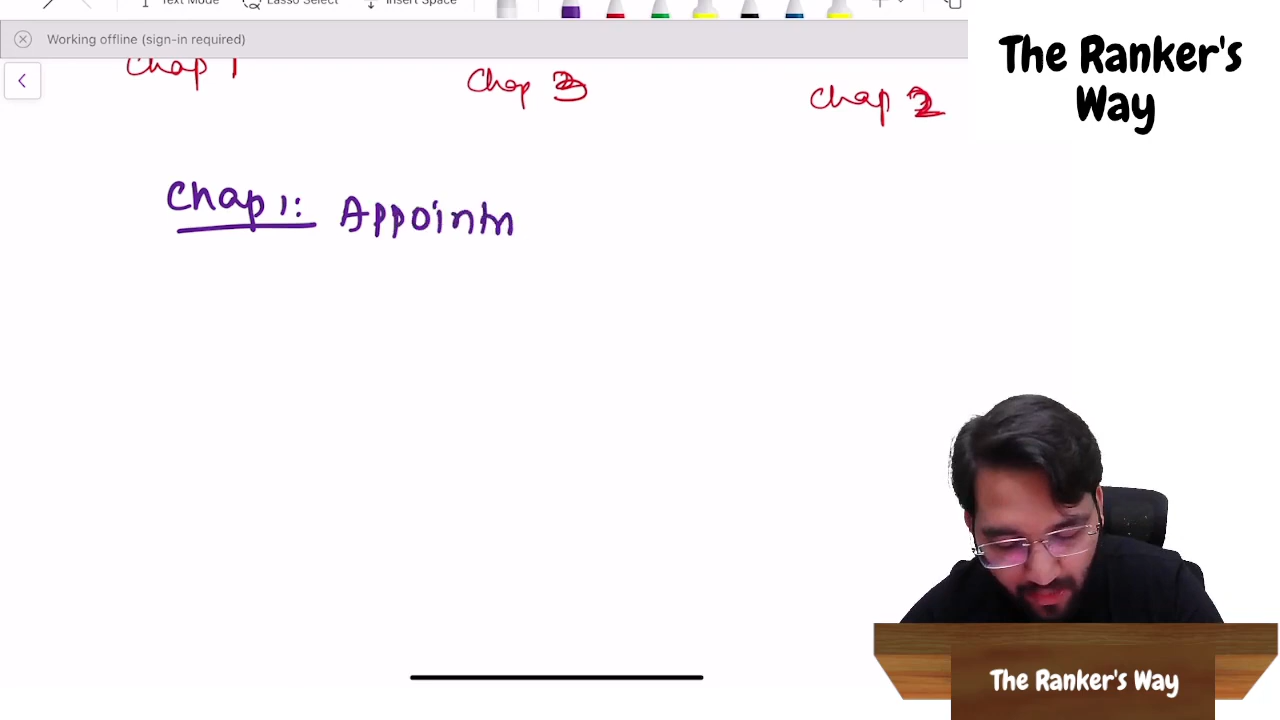 Text Mode Lasso Select Insert Space
Working offline (sign-in required)
The Ranker's
Way
Chap 1
Chap 3
Chap 2
Chap 1: Appointm
The Ranker's Way